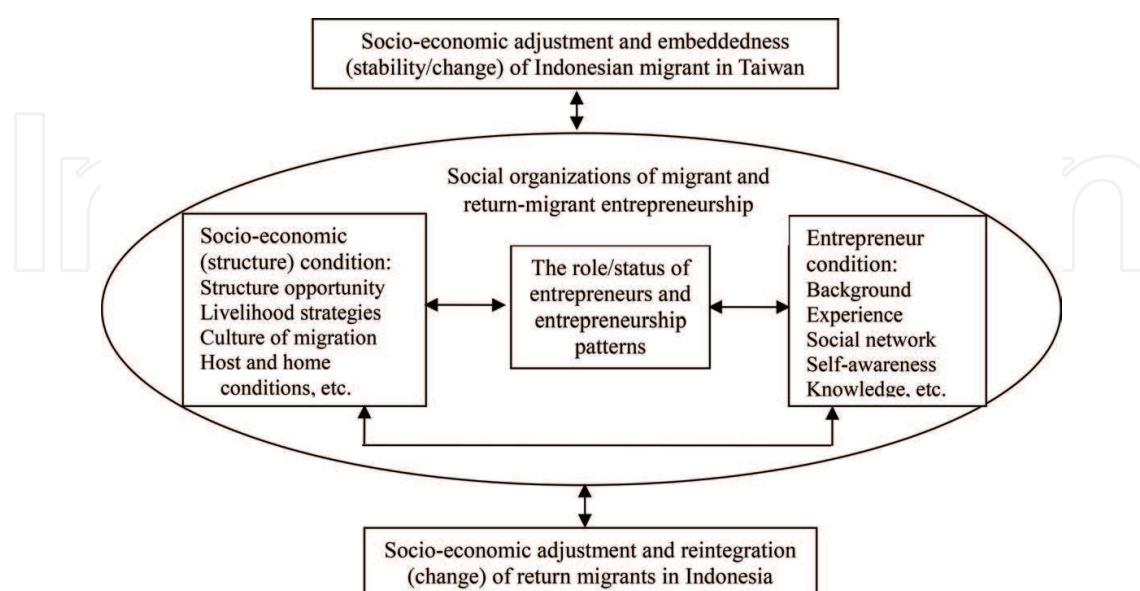 Socio-economic adjustment and embeddedness
(stability/change) of Indonesian migrant in Taiwan
Social organizations of migrant and
return-migrant entrepreneurship
Socio-economic
(structure) condition:
Structure opportunity
Livelihood strategies
Culture of migration
Host and home
conditions, etc.
The role/status of
entrepreneurs and
entrepreneurship
patterns
Entrepreneur
condition:
Background
Experience
Social network
Self-awareness
Knowledge, etc.
Socio-economic adjustment and reintegration
(change) of return migrants in Indonesia